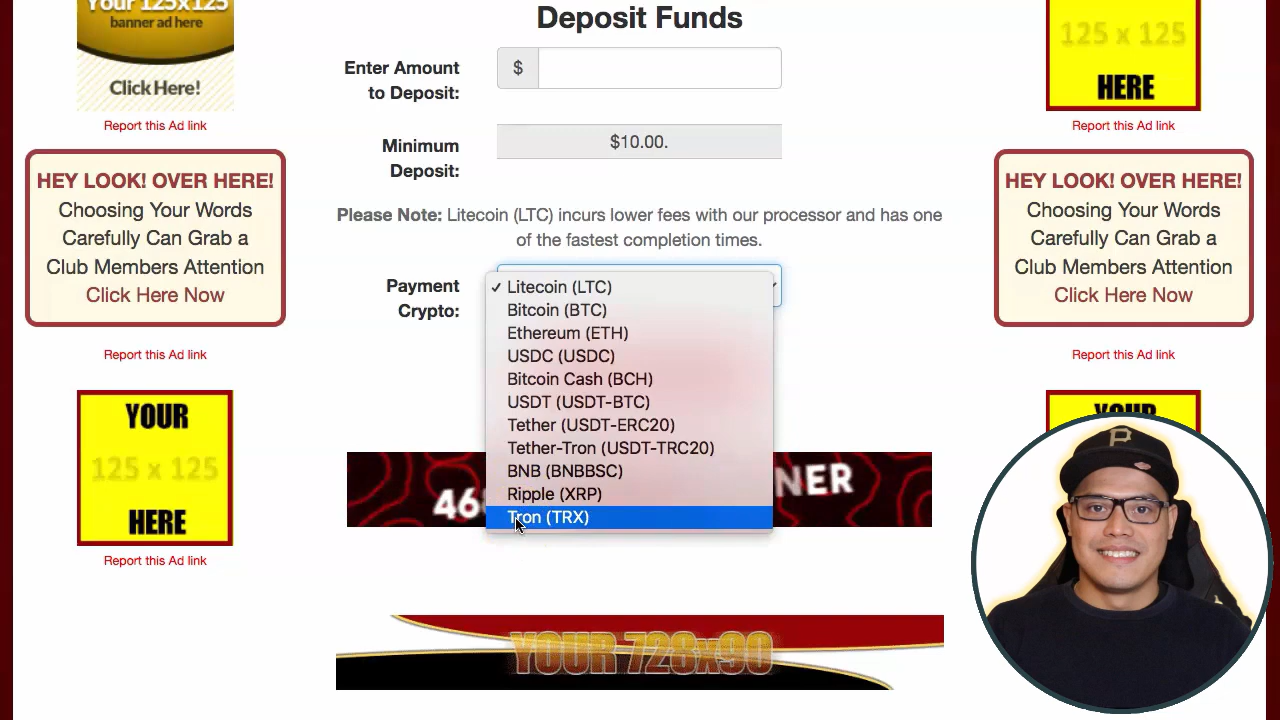 Your 125x125
banner ad here
Click Here!
Report this Ad link
HEY LOOK! OVER HERE!
Choosing Your Words
Carefully Can Grab a
Club Members Attention
Click Here Now
Report this Ad link
YOUR
125 x 125
HERE
Report this Ad link
Deposit Funds
Enter Amount
to Deposit:
$
Minimum
Deposit:
$10.00.
Please Note: Litecoin (LTC) incurs lower fees with our processor and has one
of the fastest completion times.
Payment
Crypto:
✓ Litecoin (LTC)
Bitcoin (BTC)
Ethereum (ETH)
USDC (USDC)
Bitcoin Cash (BCH)
USDT (USDT-BTC)
Tether (USDT-ERC20)
Tether-Tron (USDT-TRC20)
BNB (BNBBSC)
Ripple (XRP)
Tron (TRX)
YOUR 728x90
125 x 125
HERE
Report this Ad link
HEY LOOK! OVER HERE!
Choosing Your Words
Carefully Can Grab a
Club Members Attention
Click Here Now
Report this Ad link
YOUR
P